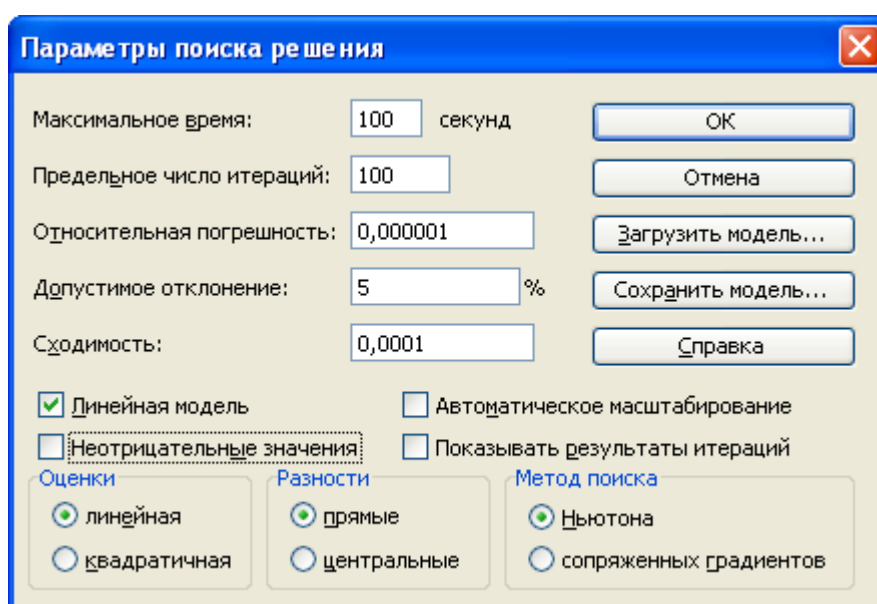 Параметры поиска решения
Максимальное время: 100 секунд OK
Предельное число итераций: 100 Отмена
Относительная погрешность: 0,000001 Загрузить модель...
Допустимое отклонение: 5 % Сохранить модель...
Сходимость: 0,0001 Справка
Линейная модель Автоматическое масштабирование
Неотрицательные значения Показывать результаты итераций
Оценки Разности Метод поиска
линейная прямые Ньютона
квадратичная центральные сопряженных градиентов